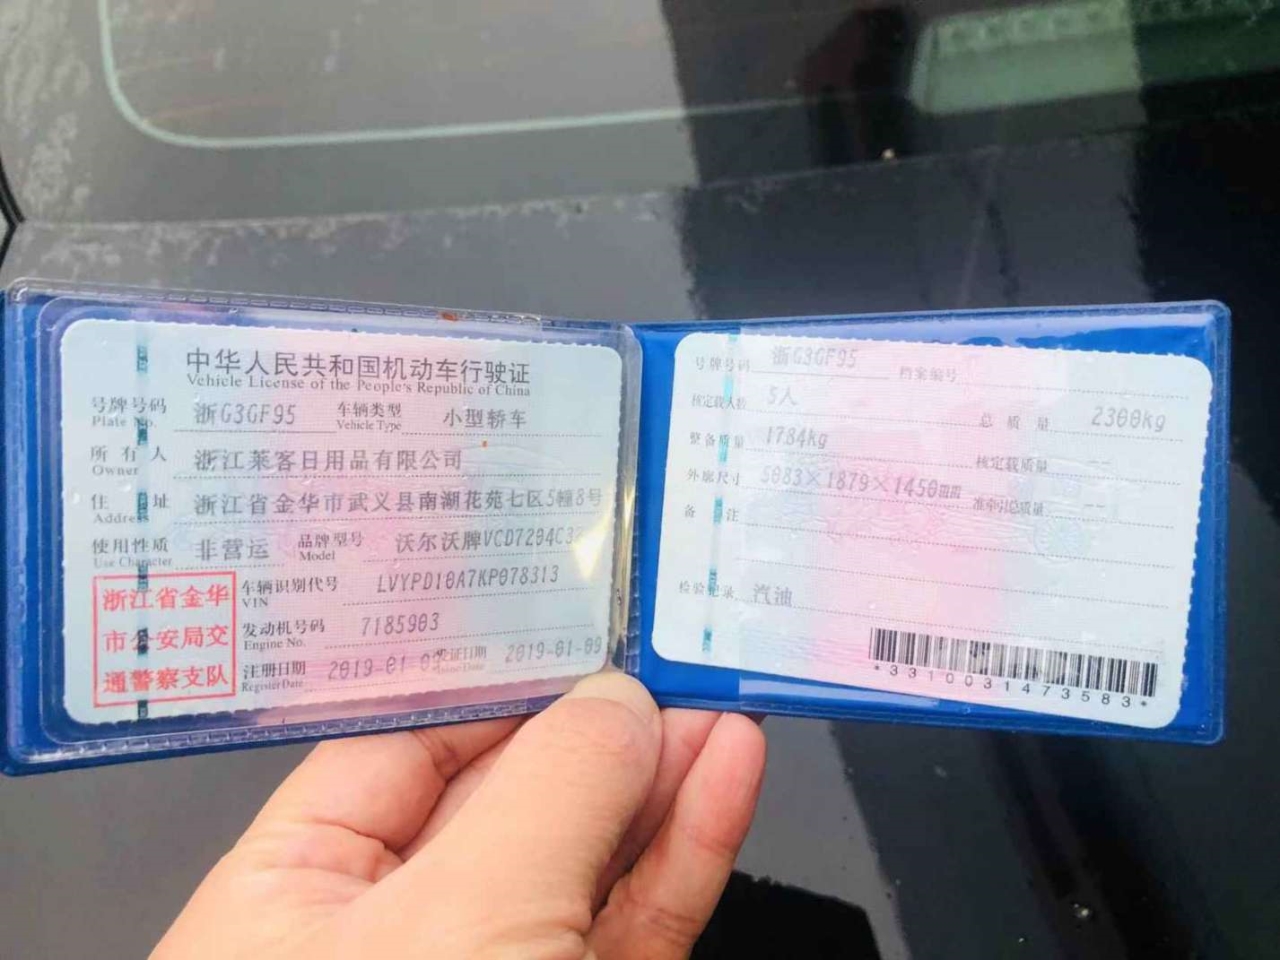 中华人民共和国机动车行驶证
Vehicle License of the People's Republic of China
号牌号码 浙G3GF95 车辆类型 小型轿车
Plate No. Vehicle Type
所有人 浙江莱客日用品有限公司
Owner
住址 浙江省金华市武义县南湖花苑七区5幢8号
Address
使用性质 非营运 品牌型号 沃尔沃牌VCD7204C3
Use Character Model
浙江省金华
市公安局交
通警察支队
车辆识别代号 LVYPD10A7KP078313
VIN
发动机号码 7185903
Engine No.
注册日期 2019-01-09 发证日期 2019-01-09
Register Date Issue Date
号牌号码 浙G3GF95 档案编号
核定载人数 5人 总质量 2300kg
整备质量 1784kg 核定载质量 --
外廓尺寸 5083×1879×1450mm 准牵引总质量 --
备注
检验记录 汽油
*3310031473583*